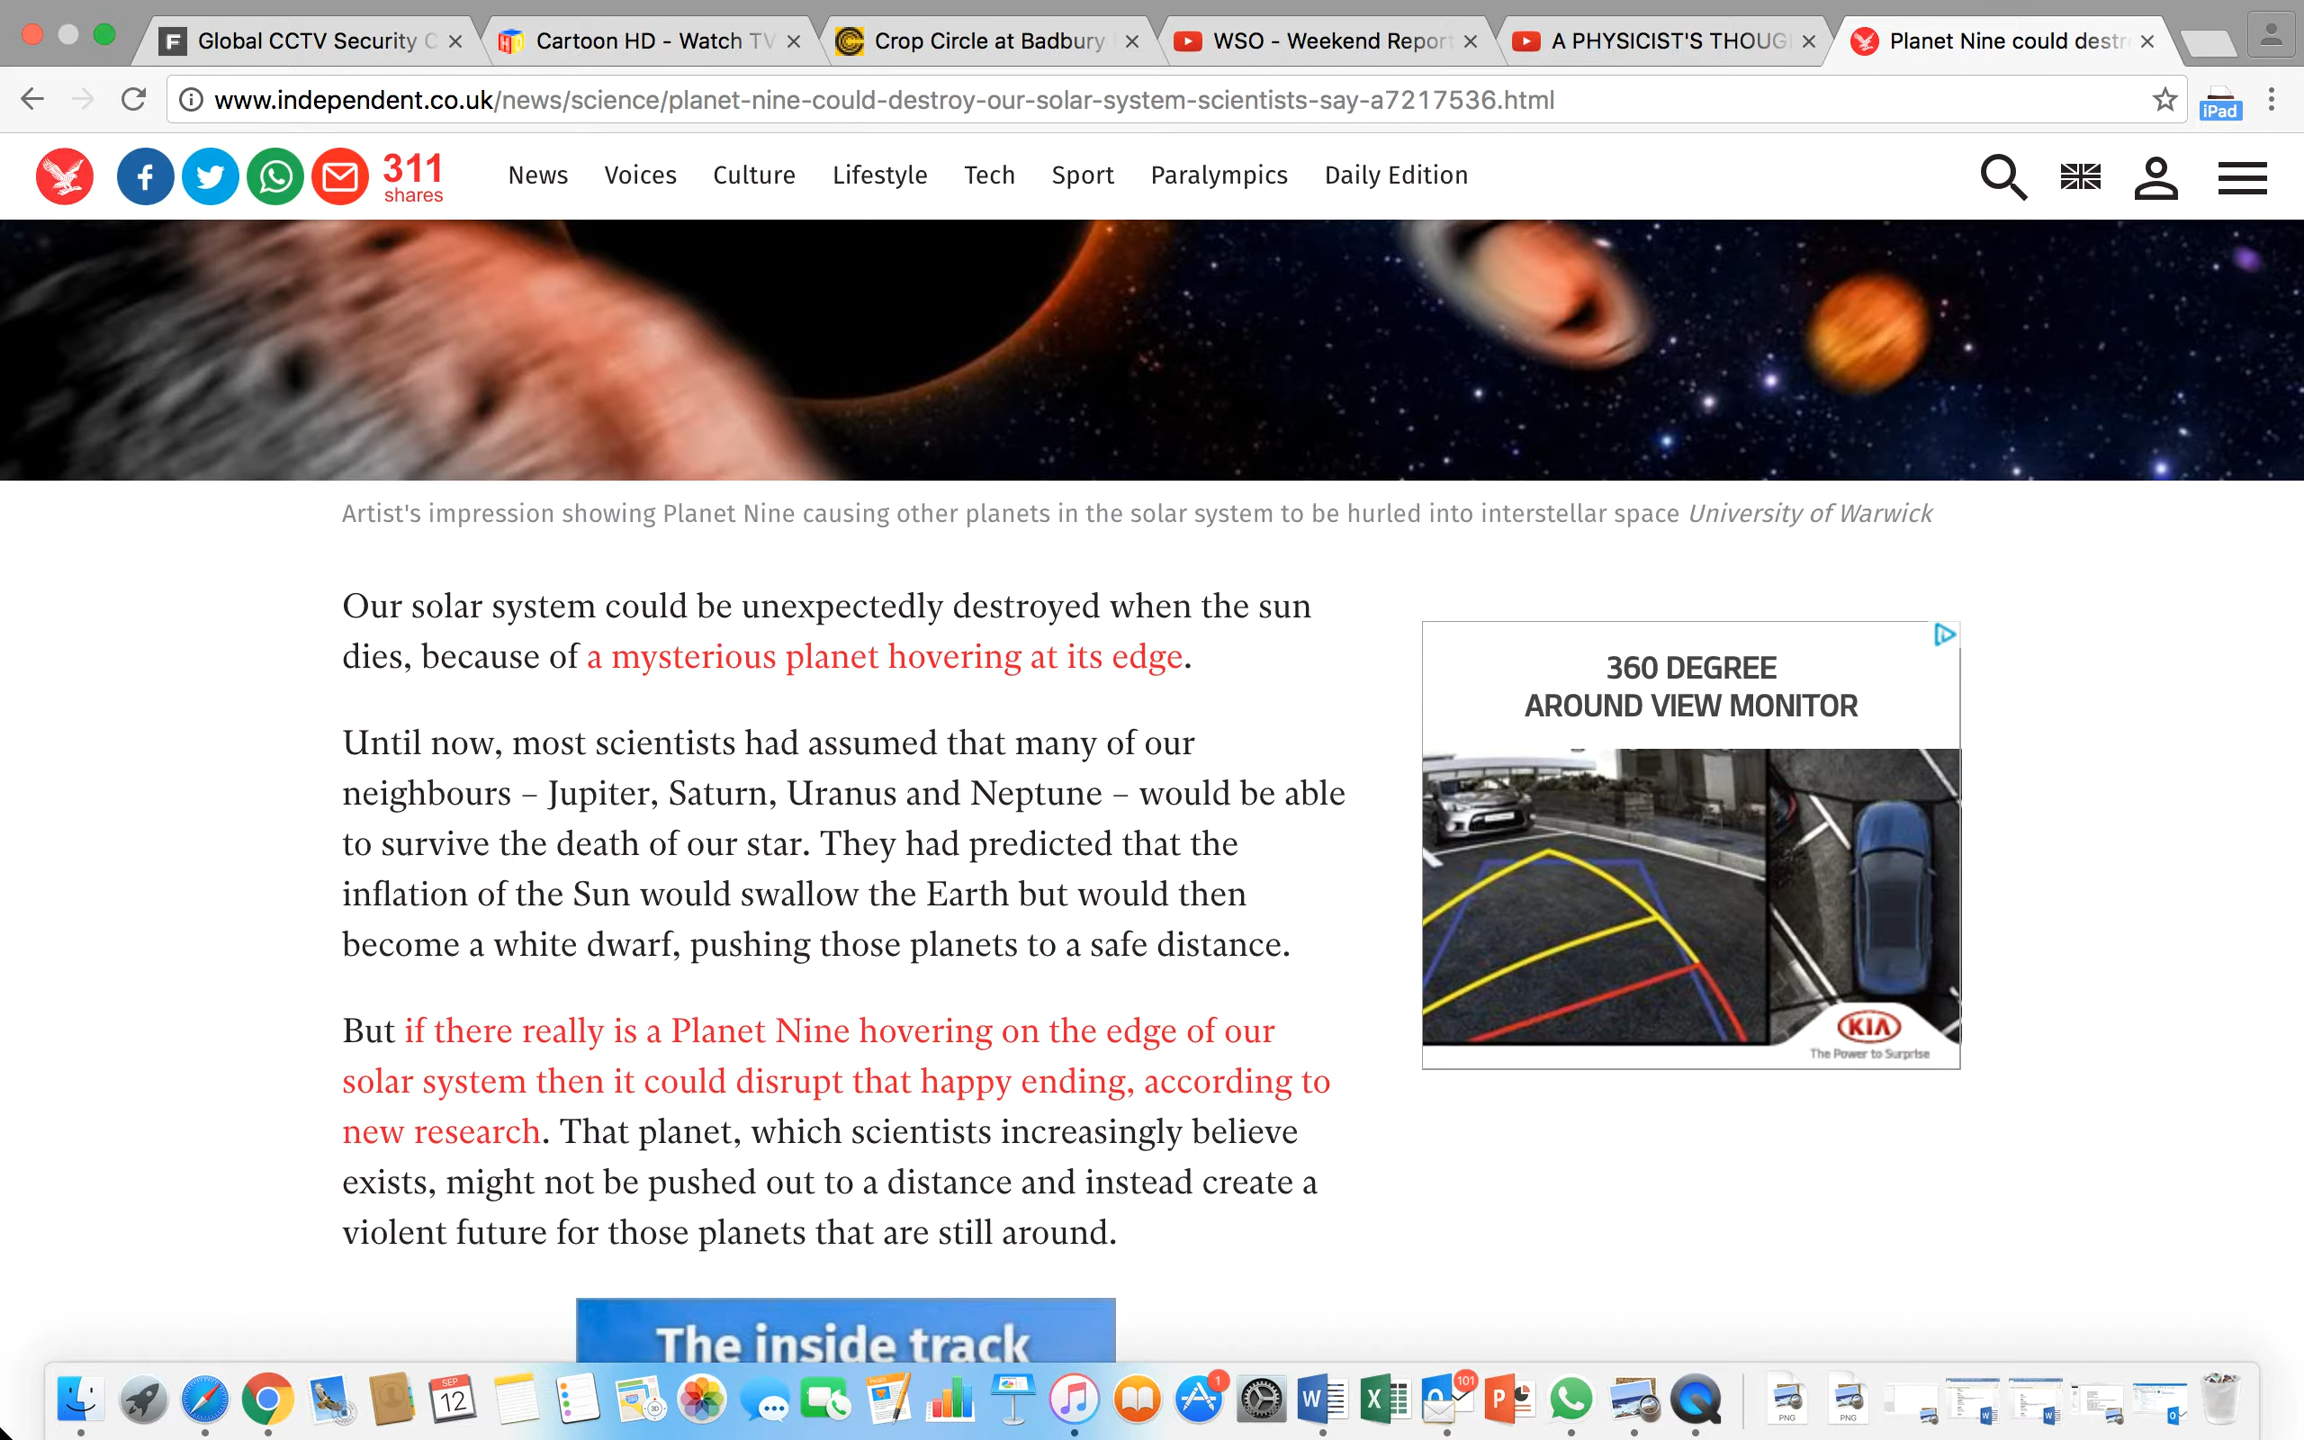 Global CCTV Security C
Cartoon HD - Watch TV
Crop Circle at Badbury
WSO - Weekend Report
A PHYSICIST'S THOUG
Planet Nine could destr
www.independent.co.uk/news/science/planet-nine-could-destroy-our-solar-system-scientists-say-a7217536.html
iPad
311
shares
News Voices Culture Lifestyle Tech Sport Paralympics Daily Edition
Artist's impression showing Planet Nine causing other planets in the solar system to be hurled into interstellar space University of Warwick
Our solar system could be unexpectedly destroyed when the sun
dies, because of a mysterious planet hovering at its edge.
Until now, most scientists had assumed that many of our
neighbours – Jupiter, Saturn, Uranus and Neptune – would be able
to survive the death of our star. They had predicted that the
inflation of the Sun would swallow the Earth but would then
become a white dwarf, pushing those planets to a safe distance.
But if there really is a Planet Nine hovering on the edge of our
solar system then it could disrupt that happy ending, according to
new research. That planet, which scientists increasingly believe
exists, might not be pushed out to a distance and instead create a
violent future for those planets that are still around.
360 DEGREE
AROUND VIEW MONITOR
KIA
The Power to Surprise
The inside track
SEP
12
1
101
PNG
PNG